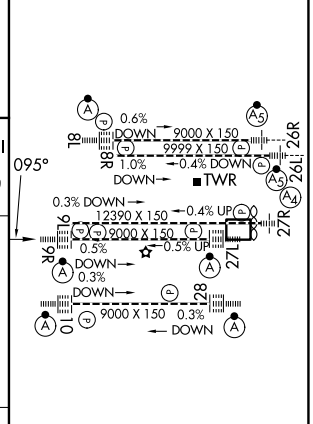 A
A5
P
0.6%
DOWN
9000 X 150
8L
26R
P
9999 X 150
8R
1.0%
0.4% DOWN
P
26L
DOWN
TWR
A5
A4
095°
0.3% DOWN
0.4% UP
P
9L
12390 X 150
27R
P
P
9000 X 150
P
9R
0.5%
0.5% UP
27L
DOWN
A
0.3%
A
DOWN
P
28
10
9000 X 150
0.3%
A
P
DOWN
A